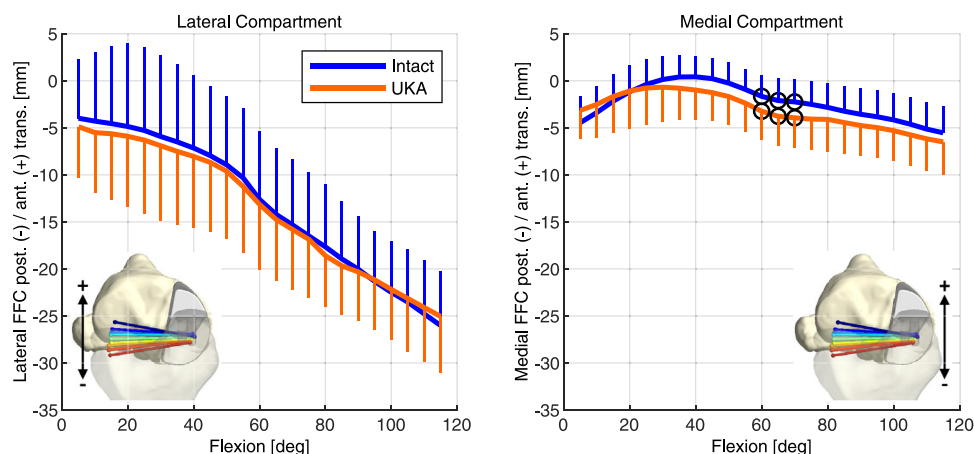 Lateral Compartment
Lateral FFC post. (-) / ant. (+) trans. [mm]
5
0
-5
-10
-15
-20
-25
-30
-35
Intact
UKA
+
-
0 20 40 60 80 100 120
Flexion [deg]
Medial Compartment
Medial FFC post. (-) / ant. (+) trans. [mm]
5
0
-5
-10
-15
-20
-25
-30
-35
+
-
0 20 40 60 80 100 120
Flexion [deg]